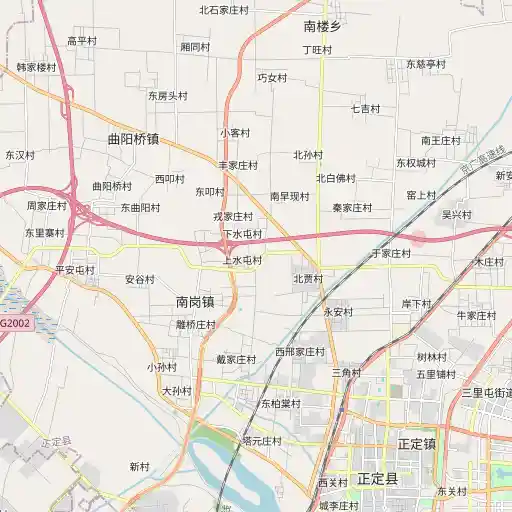 北石家庄村
南楼乡
高平村
厢同村
丁旺村
韩家楼村
东慈亭村
巧女村
东房头村
七吉村
小客村
曲阳桥镇
南王庄村
京广高速线
东汉村
北孙村
丰家庄村
东权城村
西叩村
北白佛村
新安
曲阳桥村
东叩村
南早现村
窑上村
周家庄村
东曲阳村
秦家庄村
戎家庄村
吴兴村
东里寨村
下水屯村
于家庄村
上水屯村
木庄村
平安屯村
安谷村
北贾村
南岗镇
岸下村
永安村
牛家庄村
G2002
雕桥庄村
西邢家庄村
戴家庄村
树林村
小孙村
三角村
五里铺村
大孙村
三里屯街道
东柏棠村
正定县
塔元庄村
正定镇
新村
西关村
正定县
东关村
城李庄村